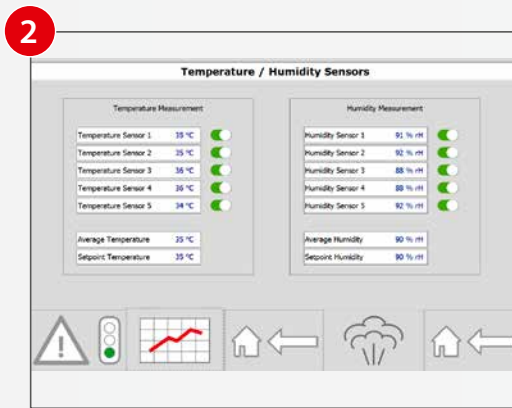 2
Temperature / Humidity Sensors
Temperature Measurement
Temperature Sensor 1 35 °C
Temperature Sensor 2 35 °C
Temperature Sensor 3 36 °C
Temperature Sensor 4 36 °C
Temperature Sensor 5 34 °C
Average Temperature 35 °C
Setpoint Temperature 35 °C
Humidity Measurement
Humidity Sensor 1 91 % rH
Humidity Sensor 2 92 % rH
Humidity Sensor 3 88 % rH
Humidity Sensor 4 88 % rH
Humidity Sensor 5 92 % rH
Average Humidity 90 % rH
Setpoint Humidity 90 % rH